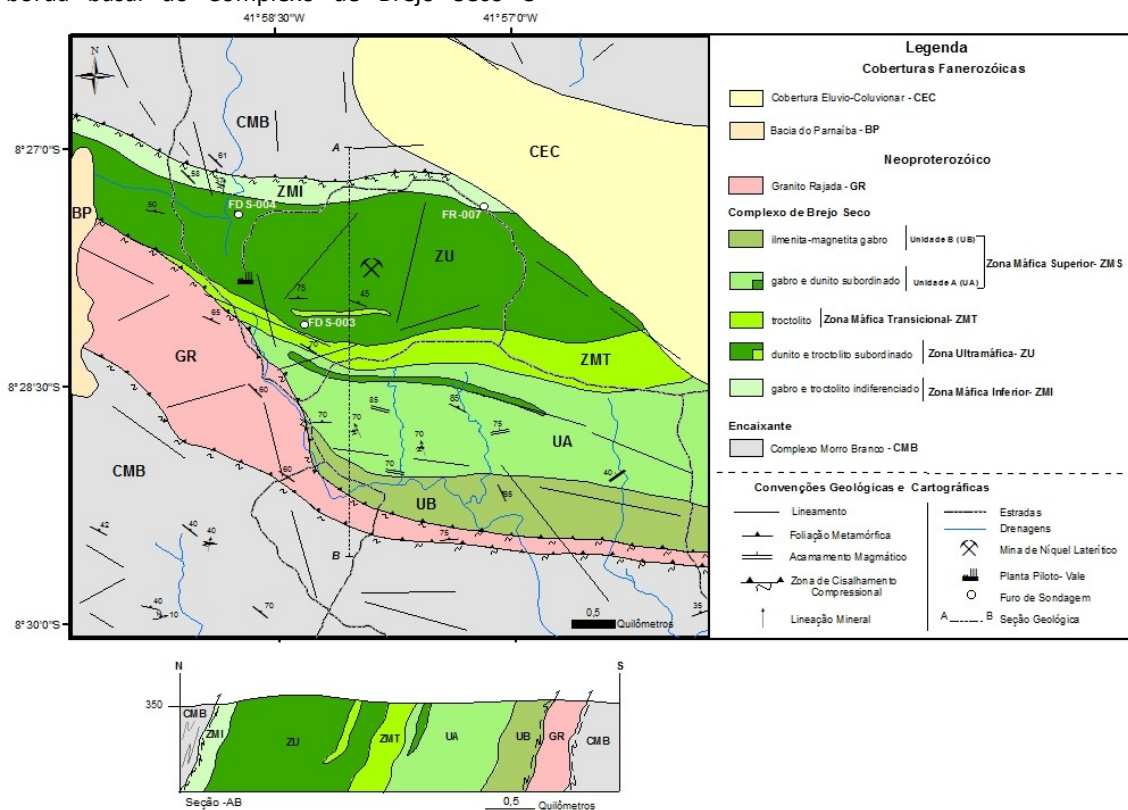 borda basal do Complexo de Brejo Seco e
41°58'30"W
41°57'0"W
N
CMB
A
CEC
8°27'0"S
61
58
ZMI
FDS-004
FR-007
BP
50
ZU
75
45
65
FDS-003
70
GR
ZMT
8°28'30"S
60
85
85
70
70
70
75
UA
70
40
CMB
60
UB
65
42
40
40
B
75
40
10
70
35
0,5
Quilômetros
8°30'0"S
Legenda
Coberturas Fanerozóicas
Cobertura Eluvio-Coluvionar - CEC
Bacia do Parnaíba - BP
Neoproterozóico
Granito Rajada - GR
Complexo de Brejo Seco
ilmenita-magnetita gabro Unidade B (UB)
Zona Máfica Superior- ZMS
gabro e dunito subordinado Unidade A (UA)
troctolito Zona Máfica Transicional- ZMT
dunito e troctolito subordinado Zona Ultramáfica- ZU
gabro e troctolito indiferenciado Zona Máfica Inferior- ZMI
Encaixante
Complexo Morro Branco - CMB
Convenções Geológicas e Cartográficas
Lineamento
Foliação Metamórfica
Acamamento Magmático
Zona de Cisalhamento
Compressional
Lineação Mineral
Estradas
Drenagens
Mina de Níquel Laterítico
Planta Piloto- Vale
Furo de Sondagem
A B Seção Geológica
N
S
350
CMB
ZMI
ZU
ZMT
UA
UB
GR
CMB
Seção -AB
0,5 Quilômetros